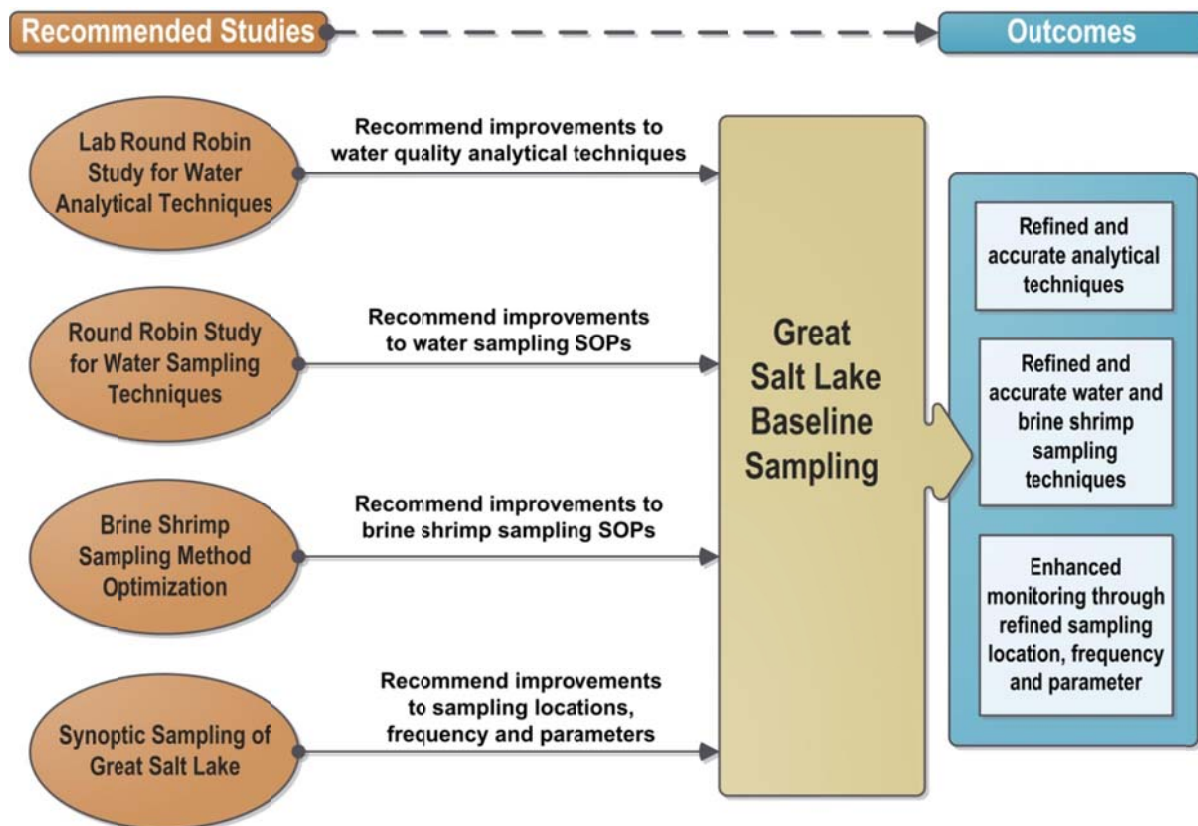 Recommended Studies
Outcomes
Lab Round Robin
Study for Water
Analytical Techniques
Recommend improvements to
water quality analytical techniques
Round Robin Study
for Water Sampling
Techniques
Recommend improvements
to water sampling SOPs
Brine Shrimp
Sampling Method
Optimization
Recommend improvements to
brine shrimp sampling SOPs
Synoptic Sampling of
Great Salt Lake
Recommend improvements
to sampling locations,
frequency and parameters
Great
Salt Lake
Baseline
Sampling
Refined and
accurate analytical
techniques
Refined and
accurate water and
brine shrimp
sampling
techniques
Enhanced
monitoring through
refined sampling
location, frequency
and parameter